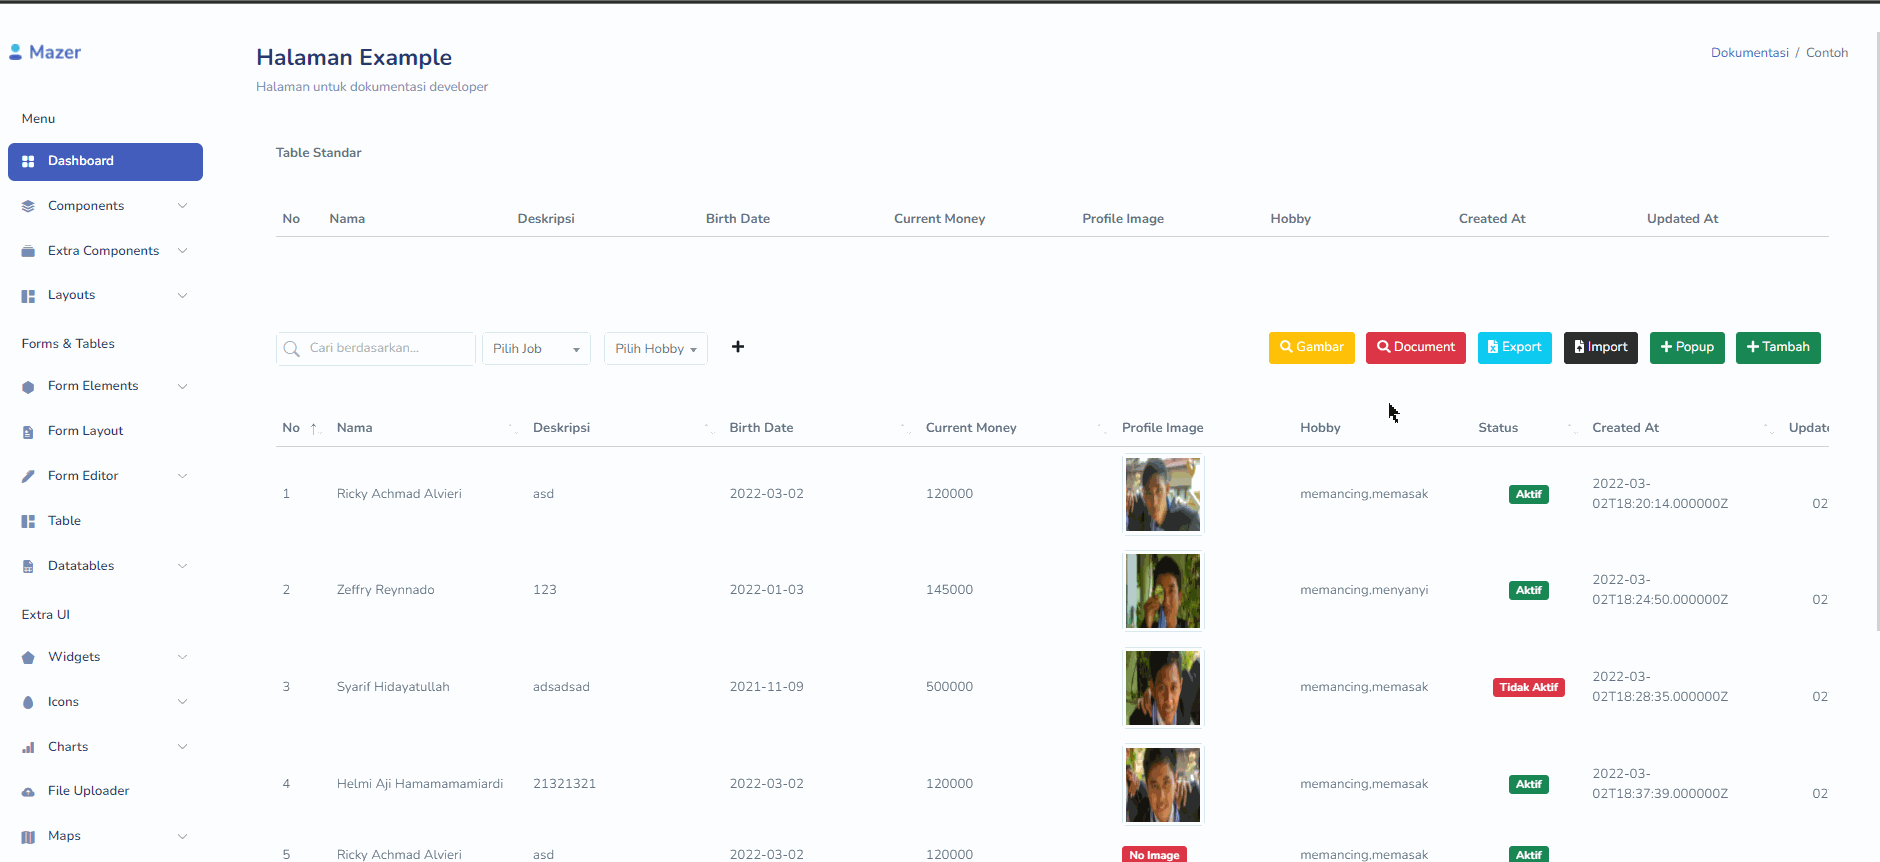 Mazer
Halaman Example
Dokumentasi / Contoh
Halaman untuk dokumentasi developer
Menu
Dashboard
Components
Extra Components
Layouts
Forms & Tables
Form Elements
Form Layout
Form Editor
Table
Datatables
Extra UI
Widgets
Icons
Charts
File Uploader
Maps
Table Standar
No Nama Deskripsi Birth Date Current Money Profile Image Hobby Created At Updated At
Cari berdasarkan... Pilih Job Pilih Hobby + Gambar Document Export Import + Popup + Tambah
No Nama Deskripsi Birth Date Current Money Profile Image Hobby Status Created At Update
1 Ricky Achmad Alvieri asd 2022-03-02 120000 memancing,memasak Aktif 2022-03-
02T18:20:14.000000Z 02
2 Zeffry Reynnado 123 2022-01-03 145000 memancing,menyanyi Aktif 2022-03-
02T18:24:50.000000Z 02
3 Syarif Hidayatullah adsadsad 2021-11-09 500000 memancing,memasak Tidak Aktif 2022-03-
02T18:28:35.000000Z 02
4 Helmi Aji Hamamamamiardi 21321321 2022-03-02 120000 memancing,memasak Aktif 2022-03-
02T18:37:39.000000Z 02
5 Ricky Achmad Alvieri asd 2022-03-02 120000 No Image memancing,memasak Aktif